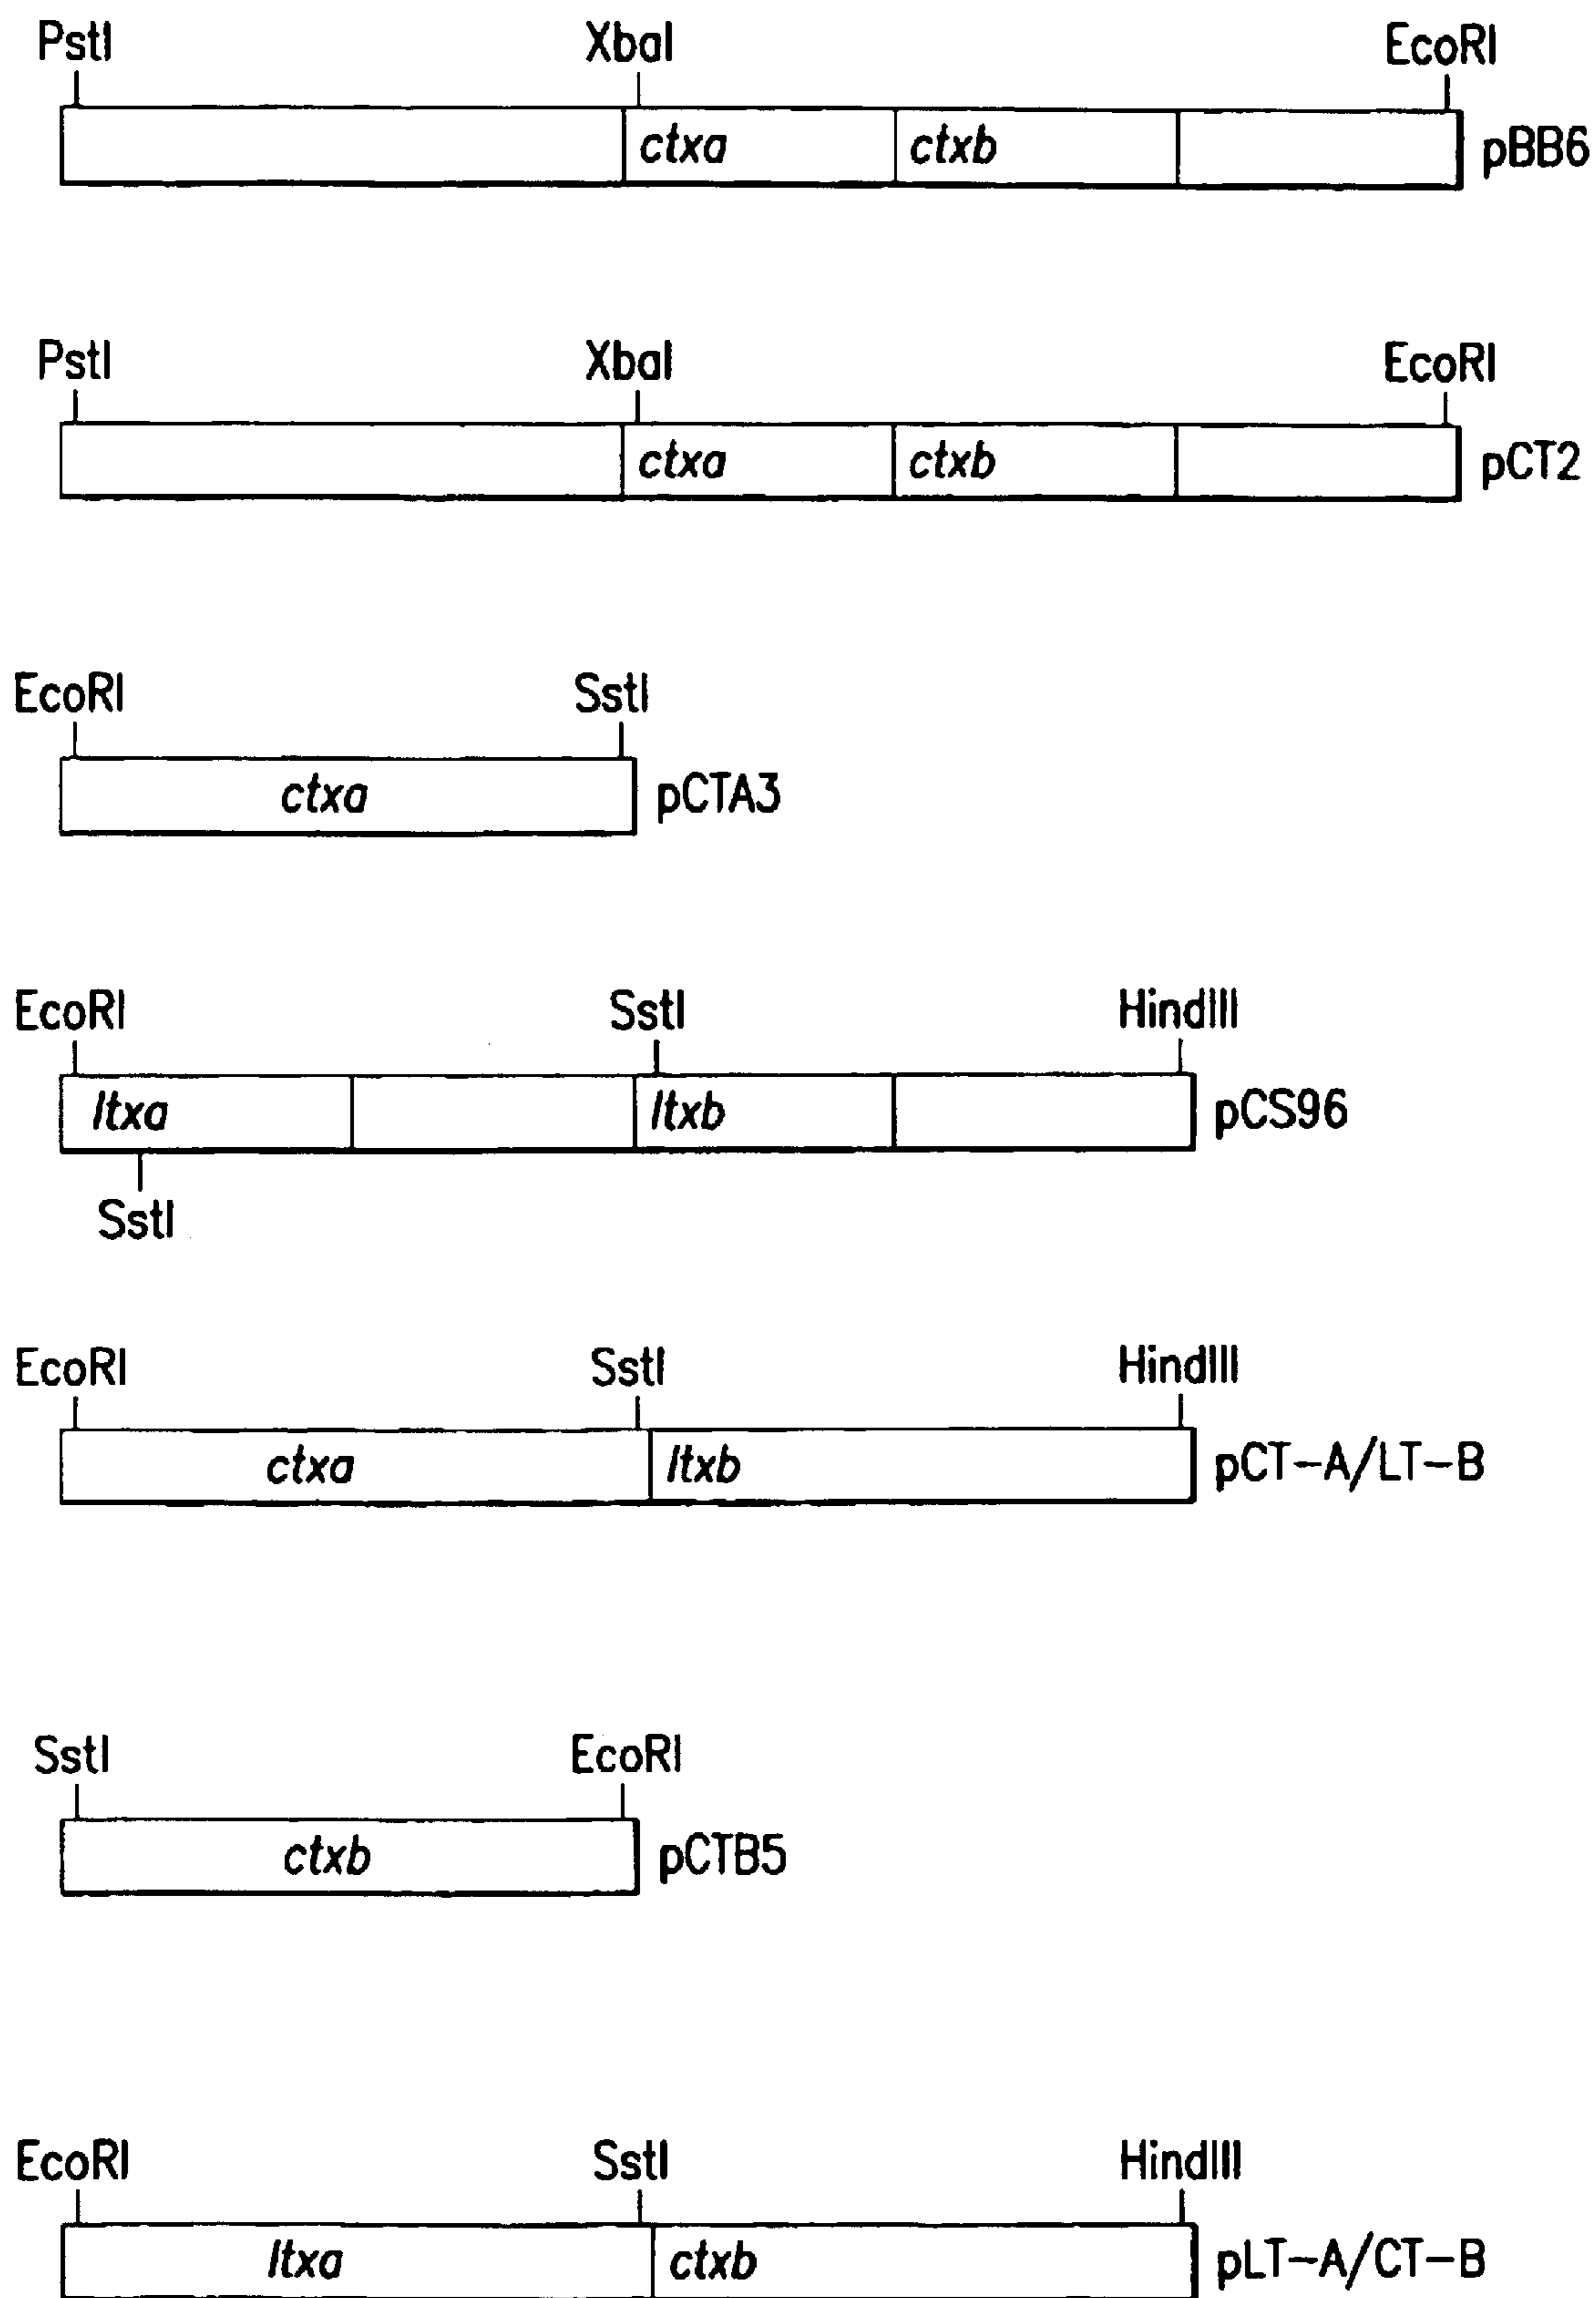 PstI XbaI EcoRI
ctxa ctxb pBB6
PstI XbaI EcoRI
ctxa ctxb pCT2
EcoRI SstI
ctxa pCTA3
EcoRI SstI HindIII
ltxa ltxb pCS96
SstI
EcoRI SstI HindIII
ctxa ltxb pCT-A/LT-B
SstI EcoRI
ctxb pCTB5
EcoRI SstI HindIII
ltxa ctxb pLT-A/CT-B